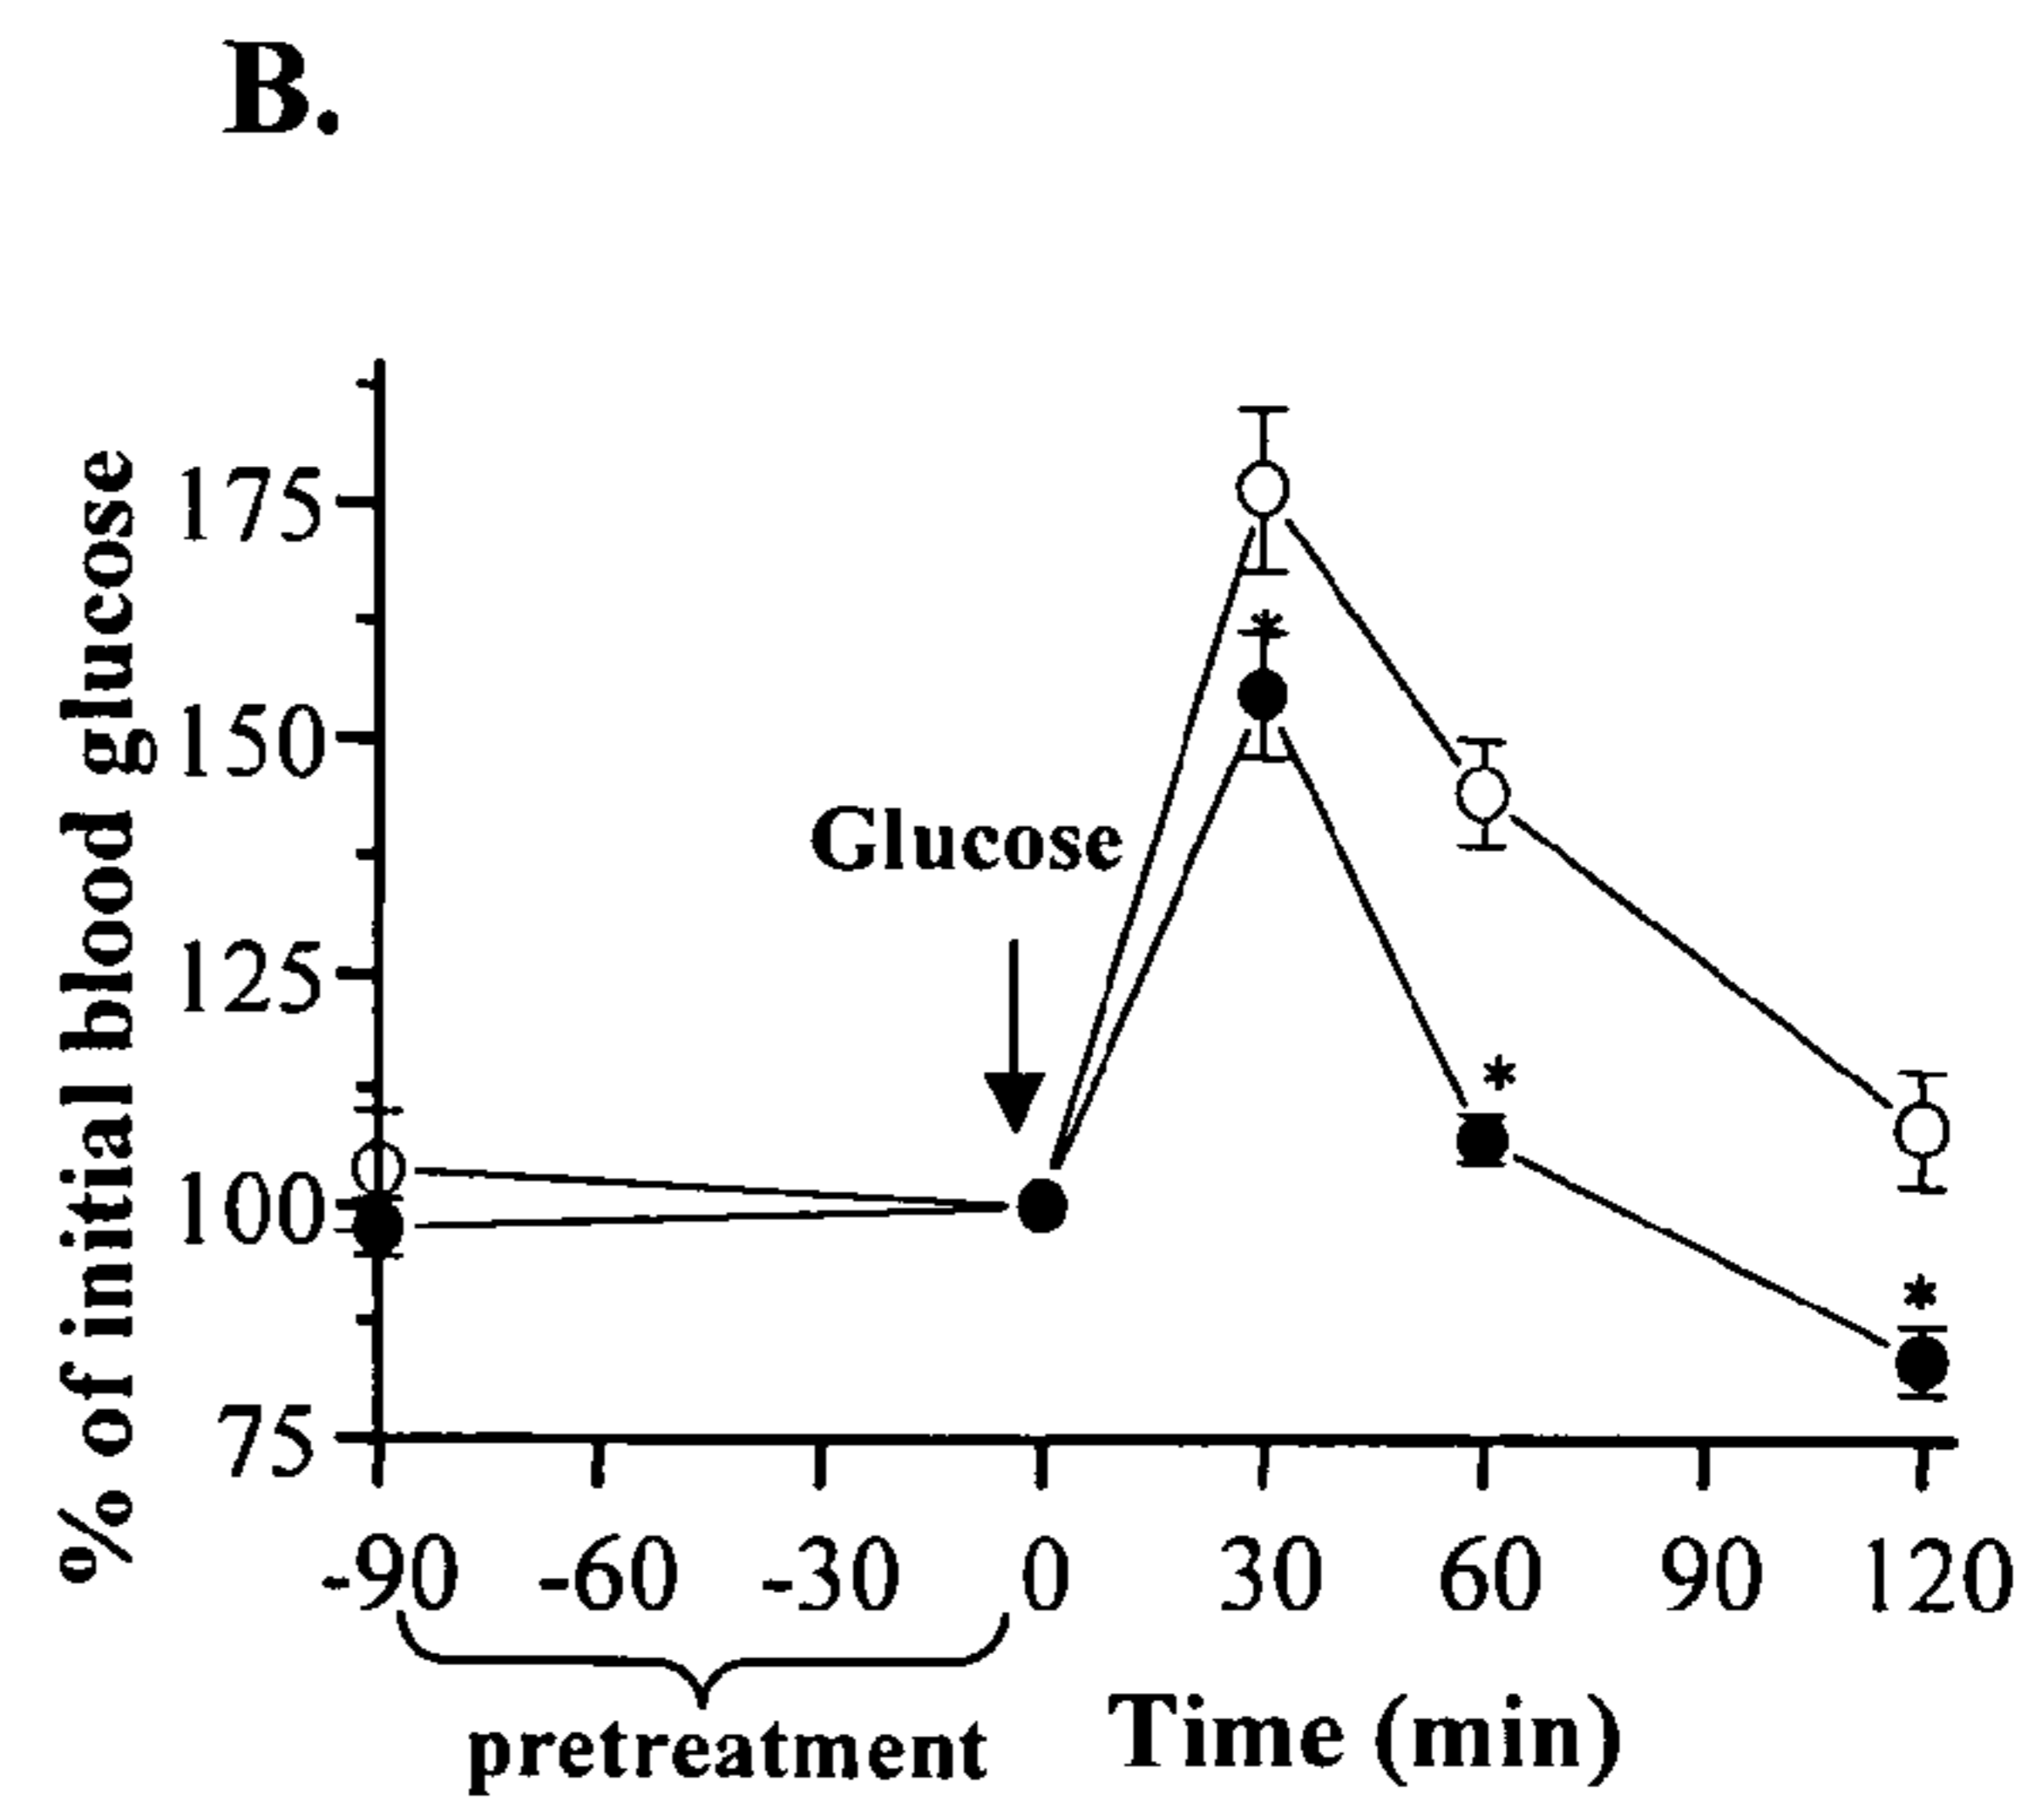 B.
% of initial blood glucose
175
150
125
100
75
Glucose
*
*
*
-90 -60 -30 0 30 60 90 120
pretreatment
Time (min)